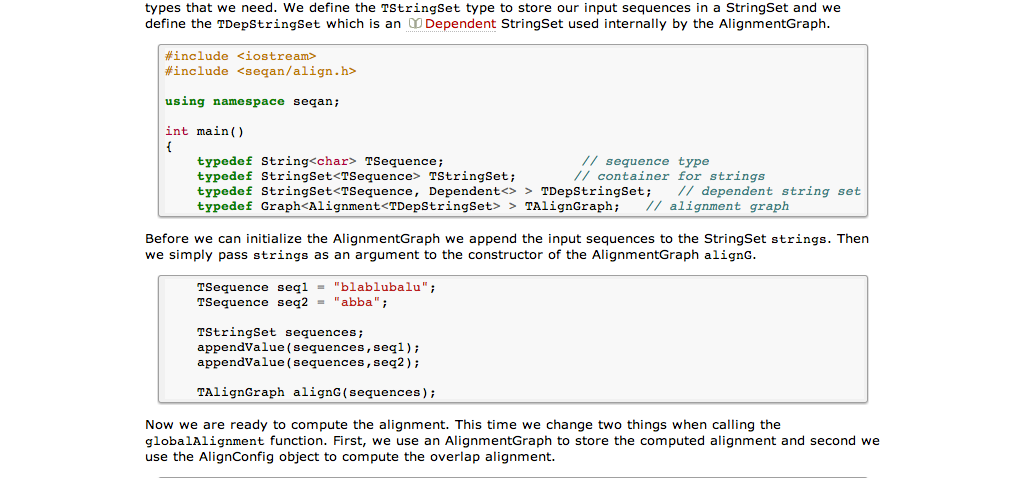 types that we need. We define the TStringSet type to store our input sequences in a StringSet and we
define the TDepStringSet which is an Dependent StringSet used internally by the AlignmentGraph.
#include <iostream>
#include <seqan/align.h>
using namespace seqan;
int main()
{
typedef String<char> TSequence; // sequence type
typedef StringSet<TSequence> TStringSet; // container for strings
typedef StringSet<TSequence, Dependent<> > TDepStringSet; // dependent string set
typedef Graph<Alignment<TDepStringSet> > TAlignGraph; // alignment graph
Before we can initialize the AlignmentGraph we append the input sequences to the StringSet strings. Then
we simply pass strings as an argument to the constructor of the AlignmentGraph alignG.
TSequence seq1 = "blablubalu";
TSequence seq2 = "abba";
TStringSet sequences;
appendValue(sequences,seq1);
appendValue(sequences,seq2);
TAlignGraph alignG(sequences);
Now we are ready to compute the alignment. This time we change two things when calling the
globalAlignment function. First, we use an AlignmentGraph to store the computed alignment and second we
use the AlignConfig object to compute the overlap alignment.